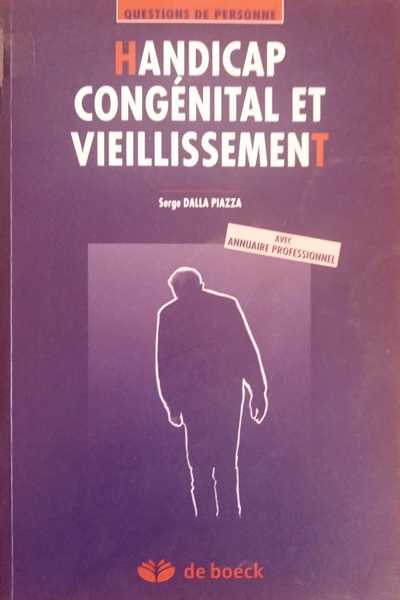 QUESTIONS DE PERSONNE
HANDICAP
CONGÉNITAL ET
VIEILLISSEMENT
Serge DALLA PIAZZA
AVEC
ANNUAIRE PROFESSIONNEL
de boeck